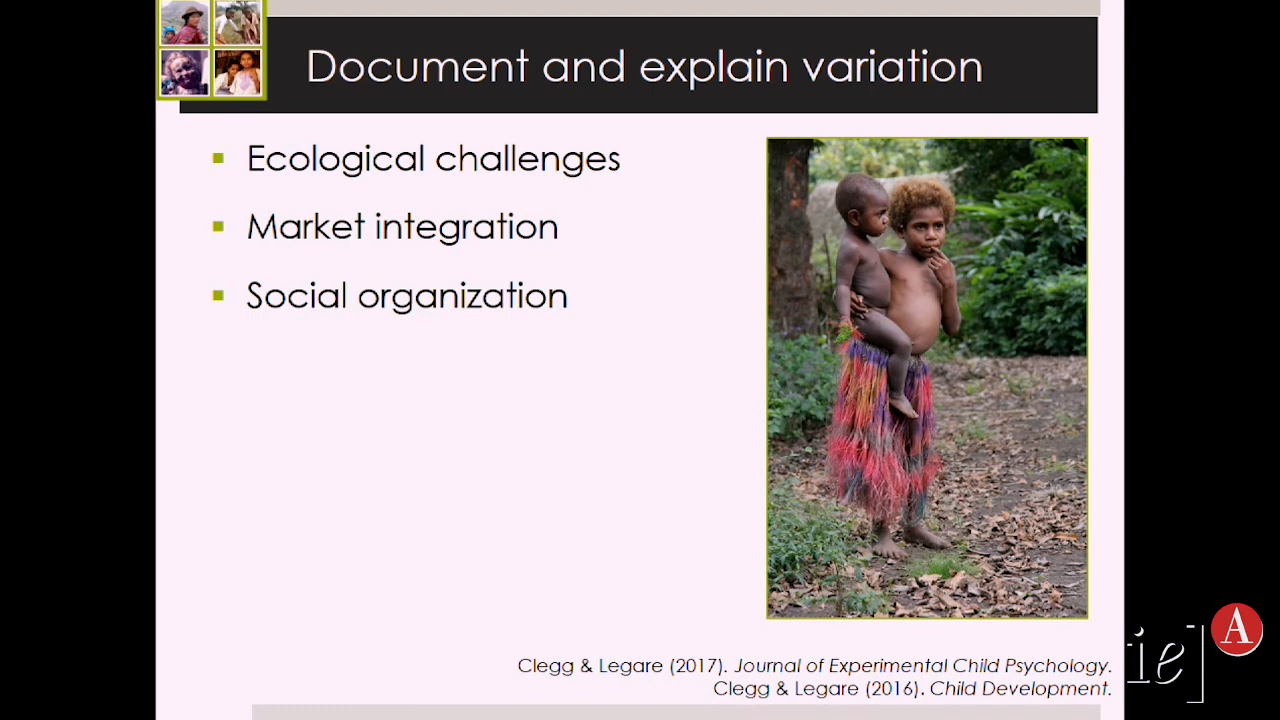 Document and explain variation
Ecological challenges
Market integration
Social organization
Clegg & Legare (2017). Journal of Experimental Child Psychology.
Clegg & Legare (2016). Child Development.
ie]
A